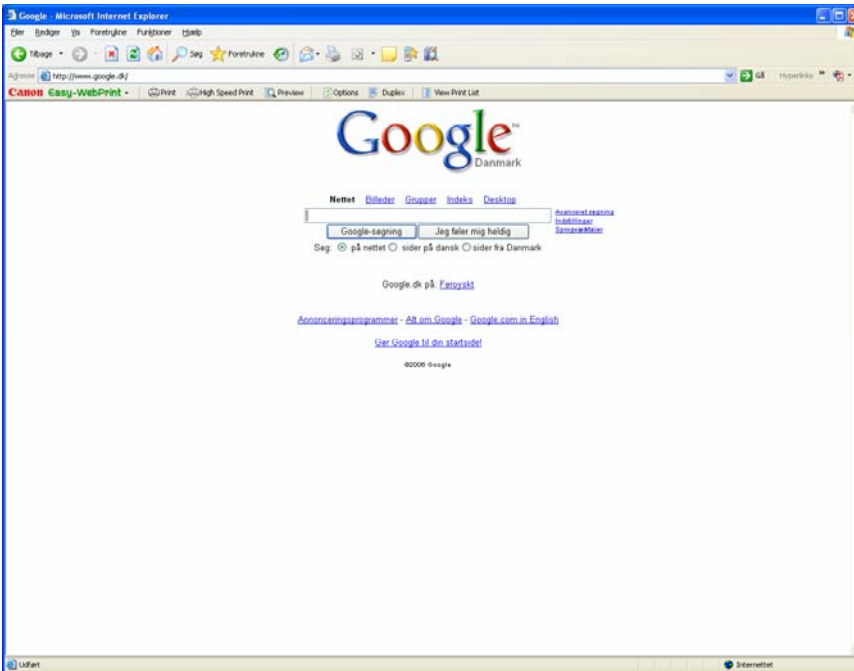 Google - Microsoft Internet Explorer
Filer Rediger Vis Foretrukne Funktioner Hjælp
Tilbage Søg Foretrukne
Adresse http://www.google.dk/ Gå Hyperlinks »
Canon Easy-WebPrint Print High Speed Print Preview Options Duplex View Print List
Google™
Danmark
Nettet Billeder Grupper Indeks Desktop
Avanceret søgning
Indstillinger
Sprogværktøjer
Google-søgning Jeg føler mig heldig
Søg: på nettet sider på dansk sider fra Danmark
Google.dk på: Føroyskt
Annonceringsprogrammer - Alt om Google - Google.com in English
Gør Google til din startside!
©2006 Google
Udført Internettet